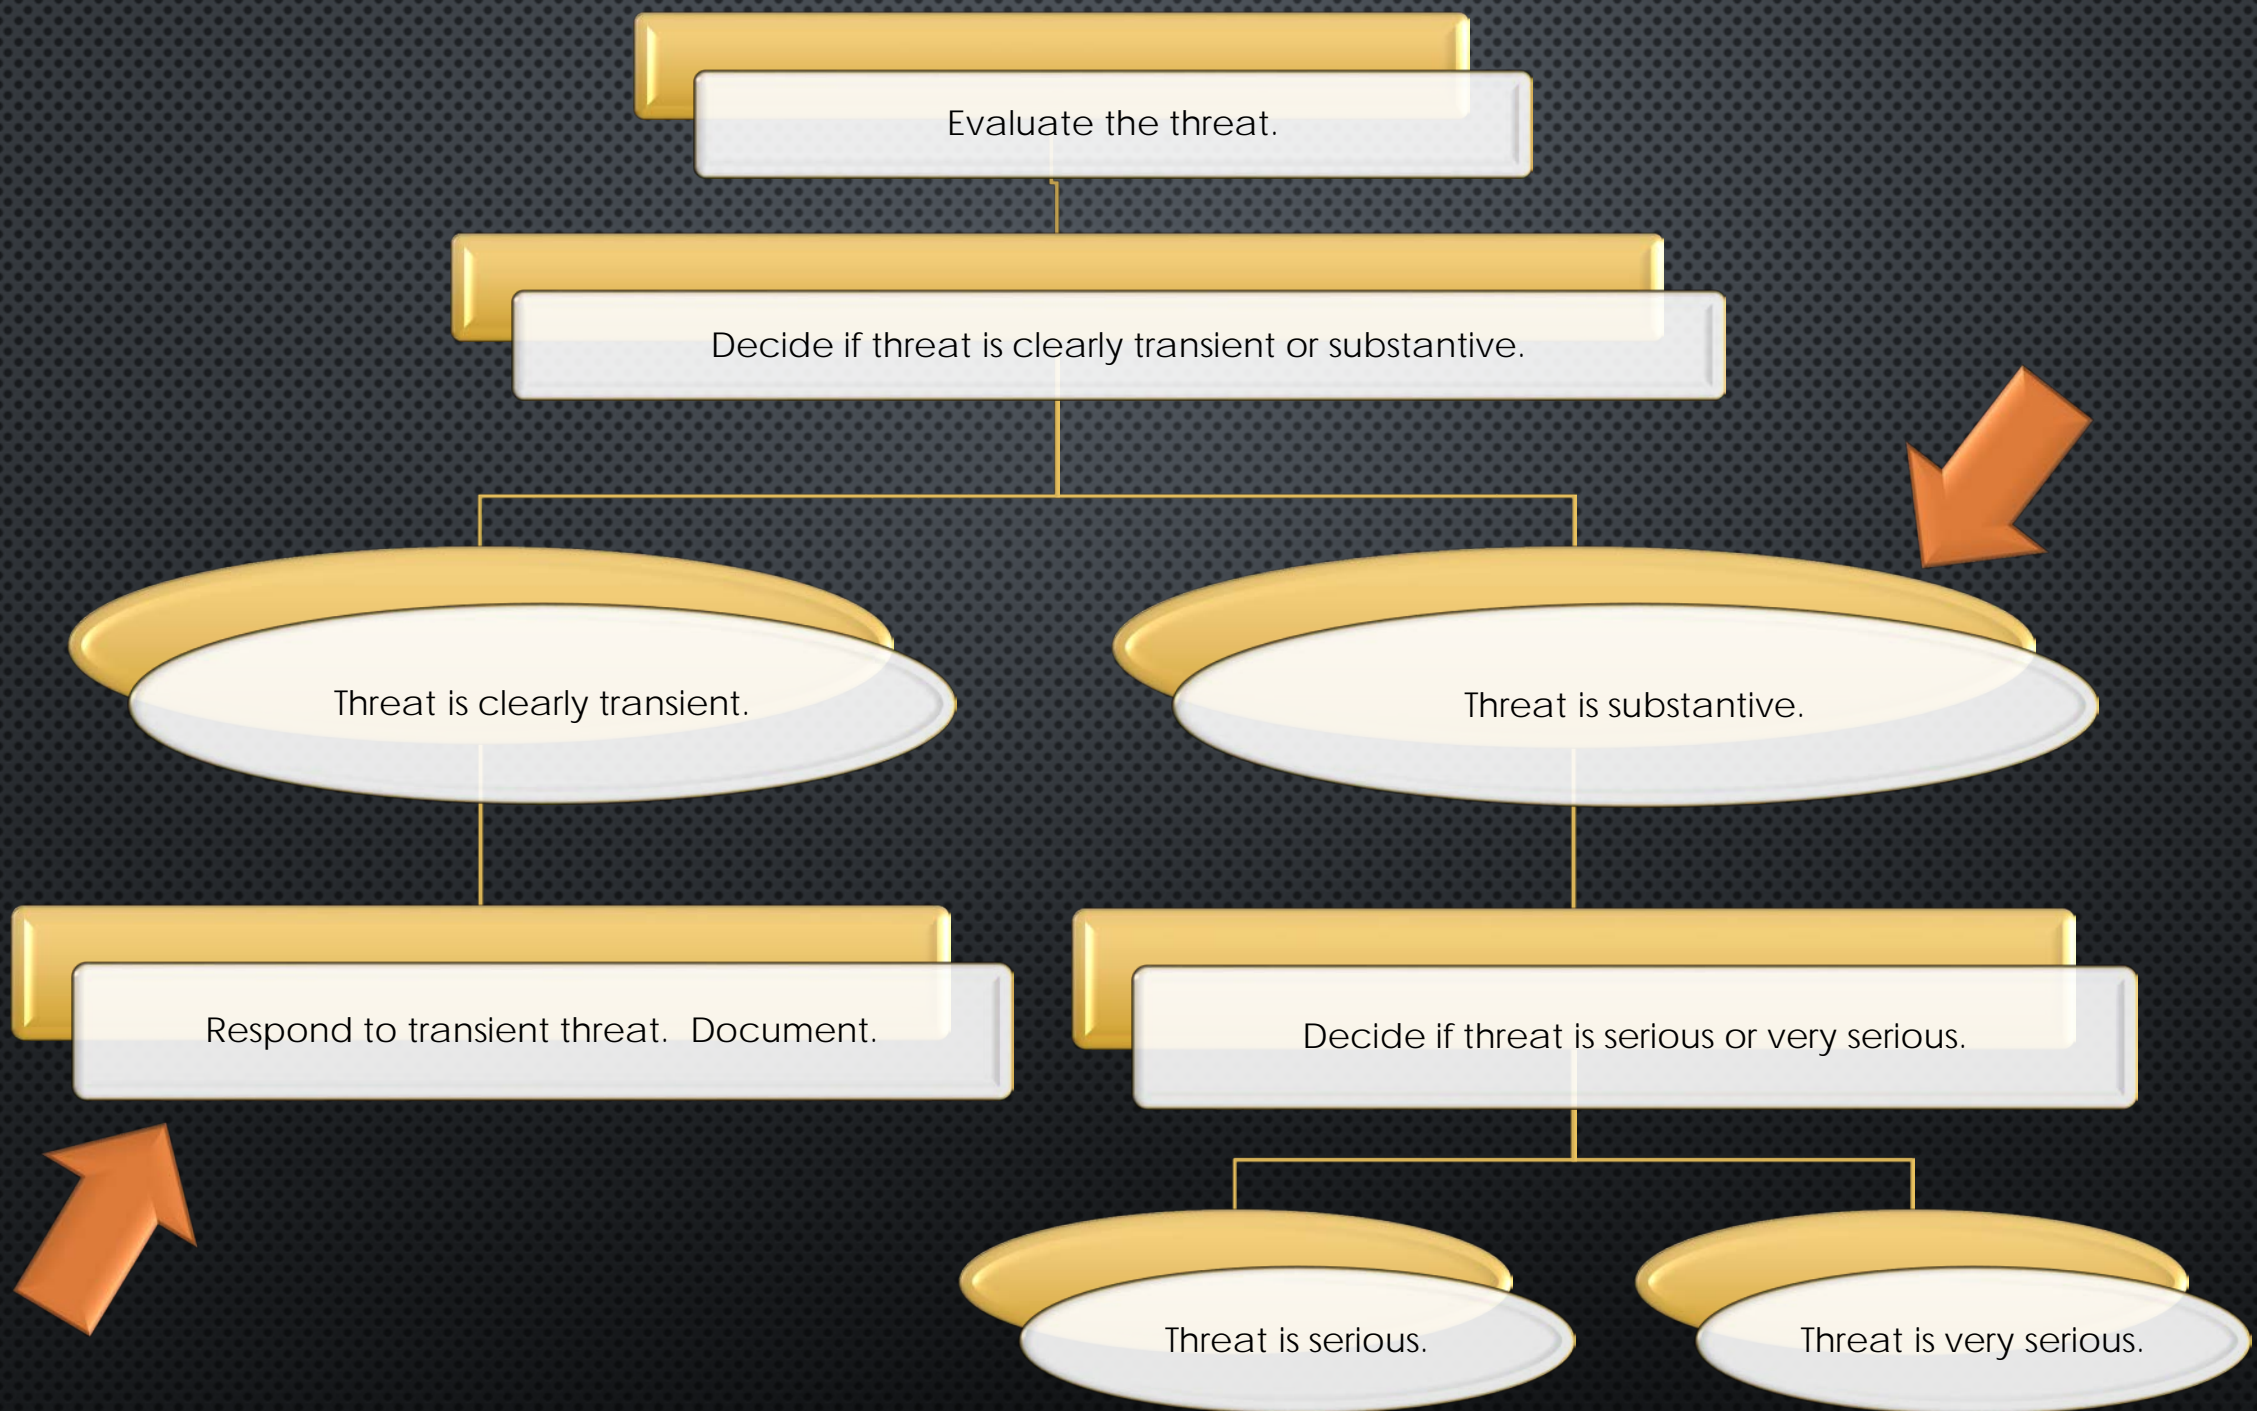 Evaluate the threat.
Decide if threat is clearly transient or substantive.
Threat is clearly transient.
Threat is substantive.
Respond to transient threat.  Document.
Decide if threat is serious or very serious.
Threat is serious.
Threat is very serious.